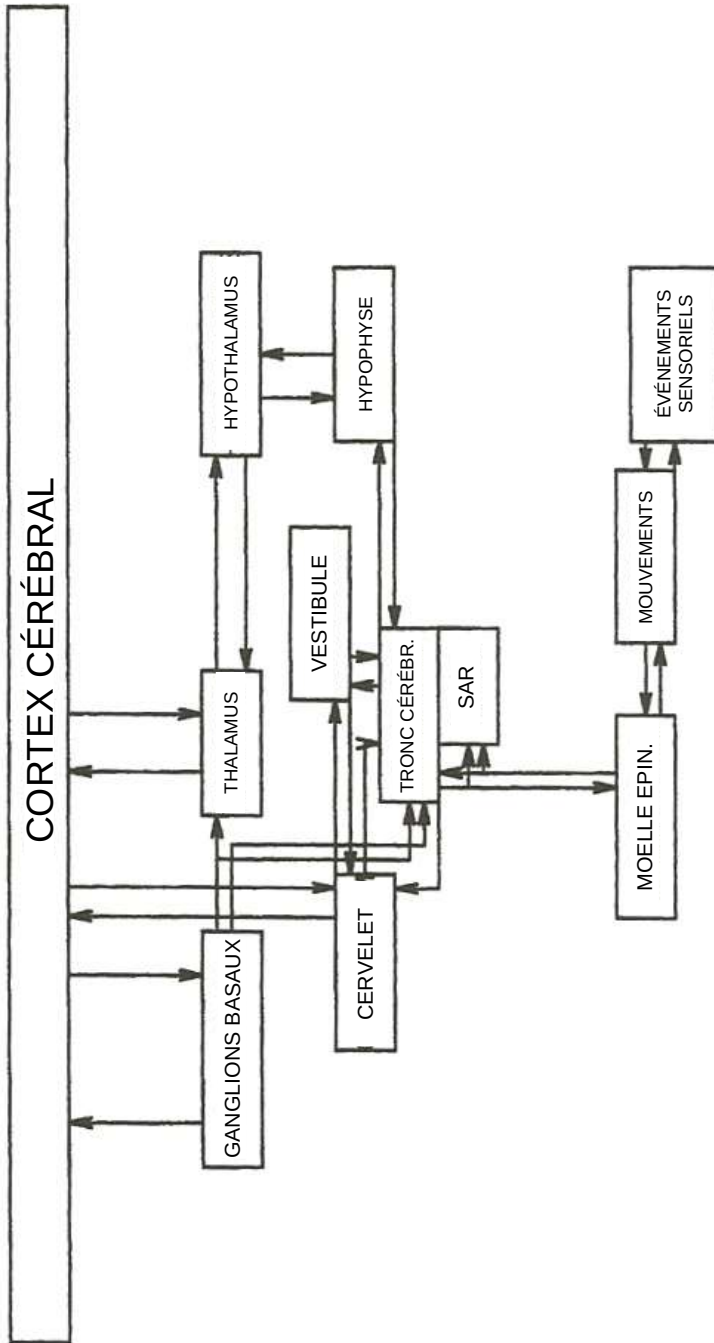 CORTEX CÉRÉBRAL
GANGLIONS BASAUX
THALAMUS
HYPOTHALAMUS
CERVELET
VESTIBULE
HYPOPHYSE
TRONC CÉRÉBR.
SAR
MOELLE EPIN.
MOUVEMENTS
ÉVÉNEMENTS
SENSORIELS